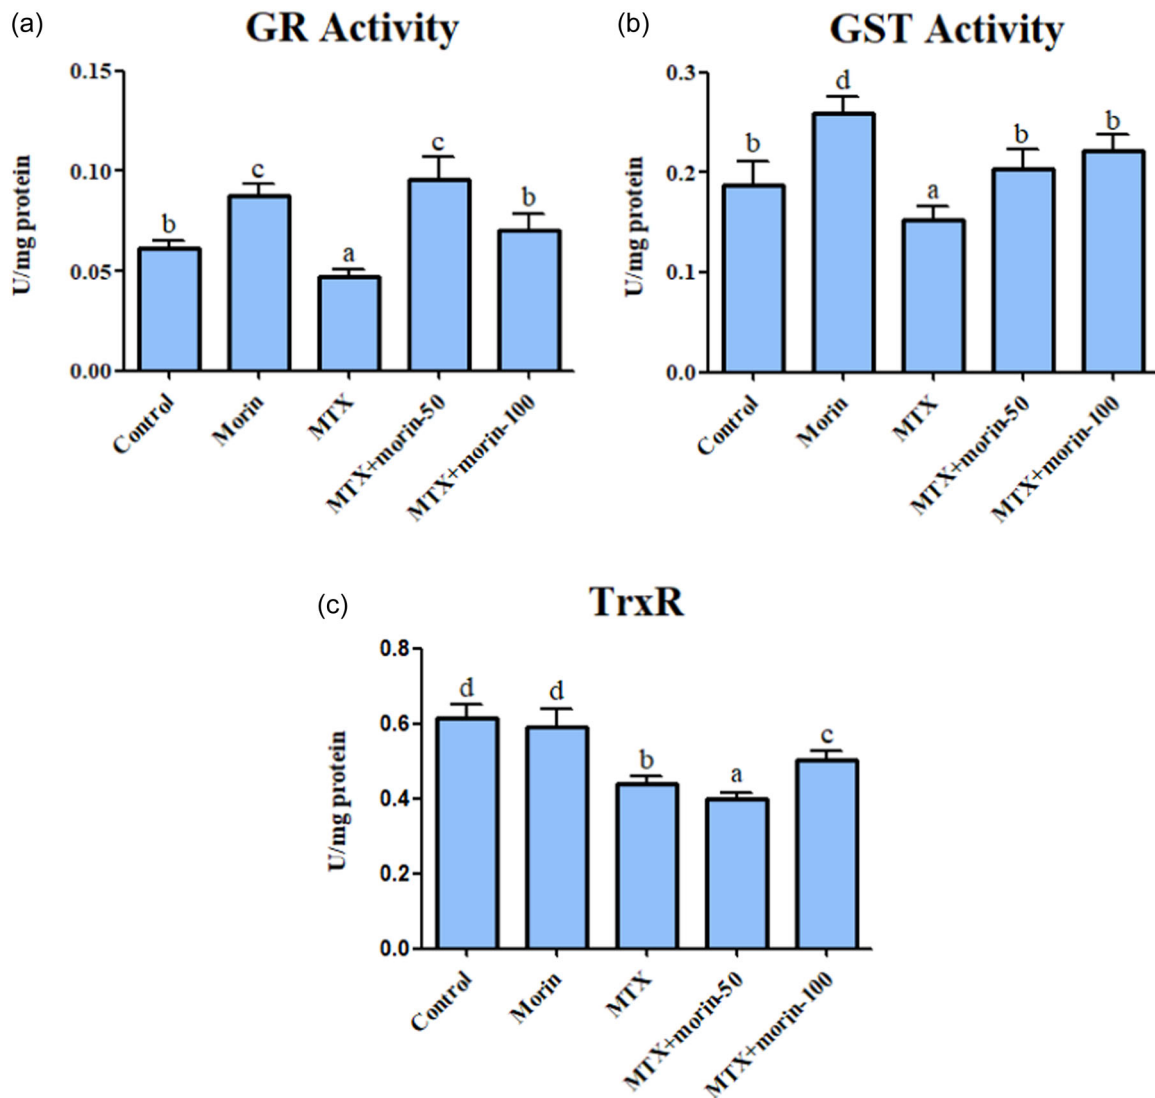 (a)
GR Activity
U/mg protein
0.15
0.10
0.05
0.00
b
c
a
c
b
Control
Morin
MTX
MTX+morin-50
MTX+morin-100
(b)
GST Activity
U/mg protein
0.3
0.2
0.1
0.0
b
d
a
b
b
Control
Morin
MTX
MTX+morin-50
MTX+morin-100
(c)
TrxR
U/mg protein
0.8
0.6
0.4
0.2
0.0
d
d
b
a
c
Control
Morin
MTX
MTX+morin-50
MTX+morin-100